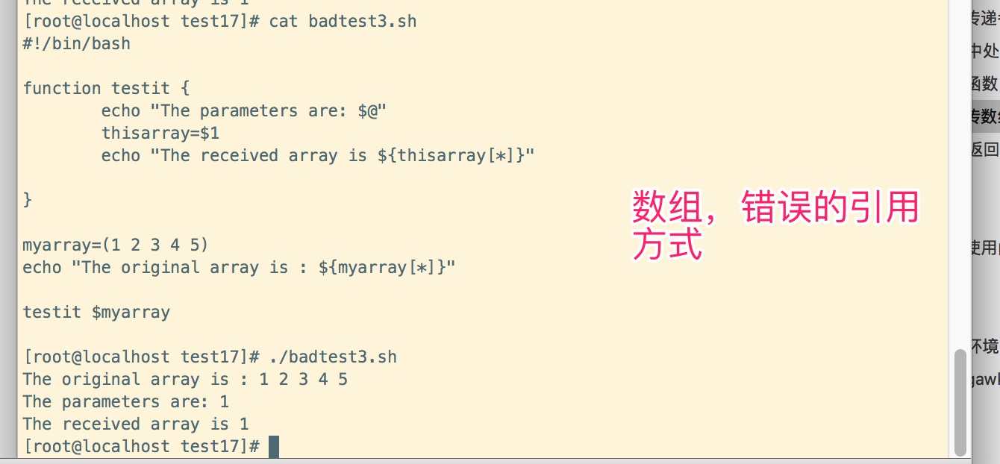 The received array is 1
[root@localhost test17]# cat badtest3.sh
#!/bin/bash
function testit {
echo "The parameters are: $@"
thisarray=$1
echo "The received array is ${thisarray[*]}"
}
myarray=(1 2 3 4 5)
echo "The original array is : ${myarray[*]}"
testit $myarray
[root@localhost test17]# ./badtest3.sh
The original array is : 1 2 3 4 5
The parameters are: 1
The received array is 1
[root@localhost test17]#
数组，错误的引用
方式
传递
中处
函数
传数
返回
使用
环境